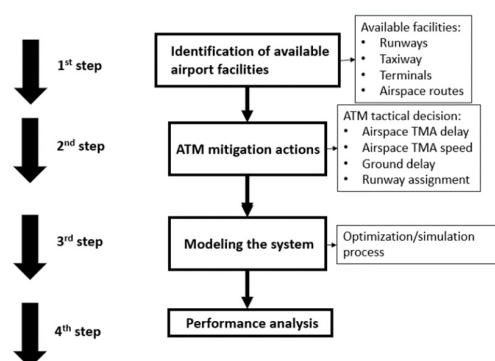 1st step
Identification of available
airport facilities
Available facilities:
• Runways
• Taxiway
• Terminals
• Airspace routes
2nd step
ATM mitigation actions
ATM tactical decision:
• Airspace TMA delay
• Airspace TMA speed
• Ground delay
• Runway assignment
3rd step
Modeling the system
Optimization/simulation
process
4th step
Performance analysis